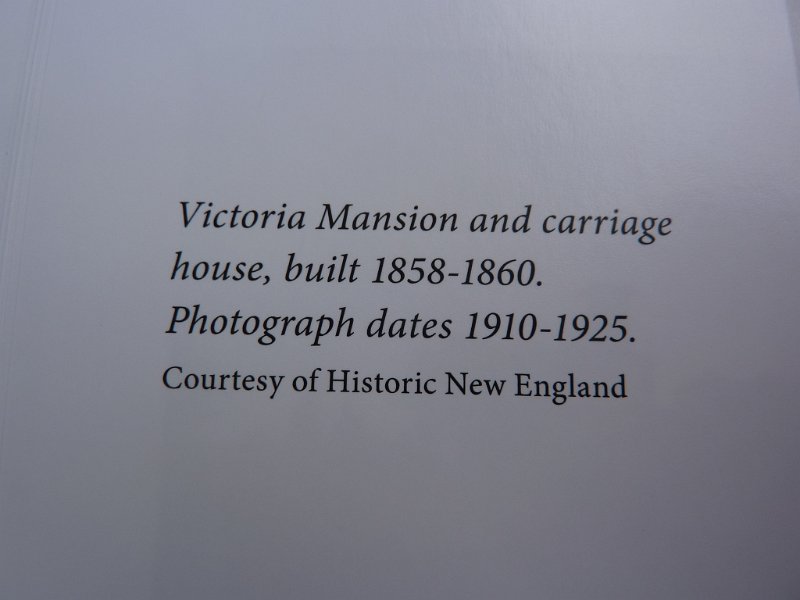 Victoria Mansion and carriage
house, built 1858-1860.
Photograph dates 1910-1925.
Courtesy of Historic New England